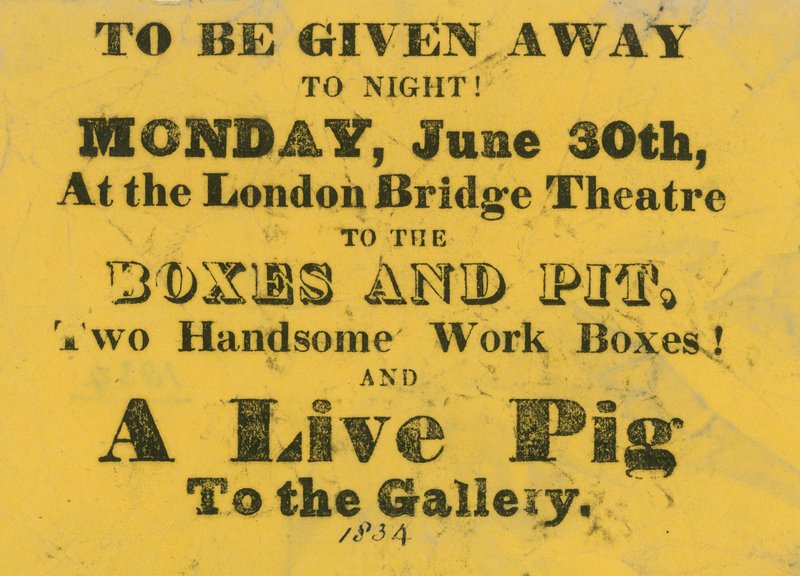 TO BE GIVEN AWAY
TO NIGHT!
MONDAY, June 30th,
At the London Bridge Theatre
TO THE
BOXES AND PIT,
Two Handsome Work Boxes!
AND
A Live Pig
To the Gallery.
1834